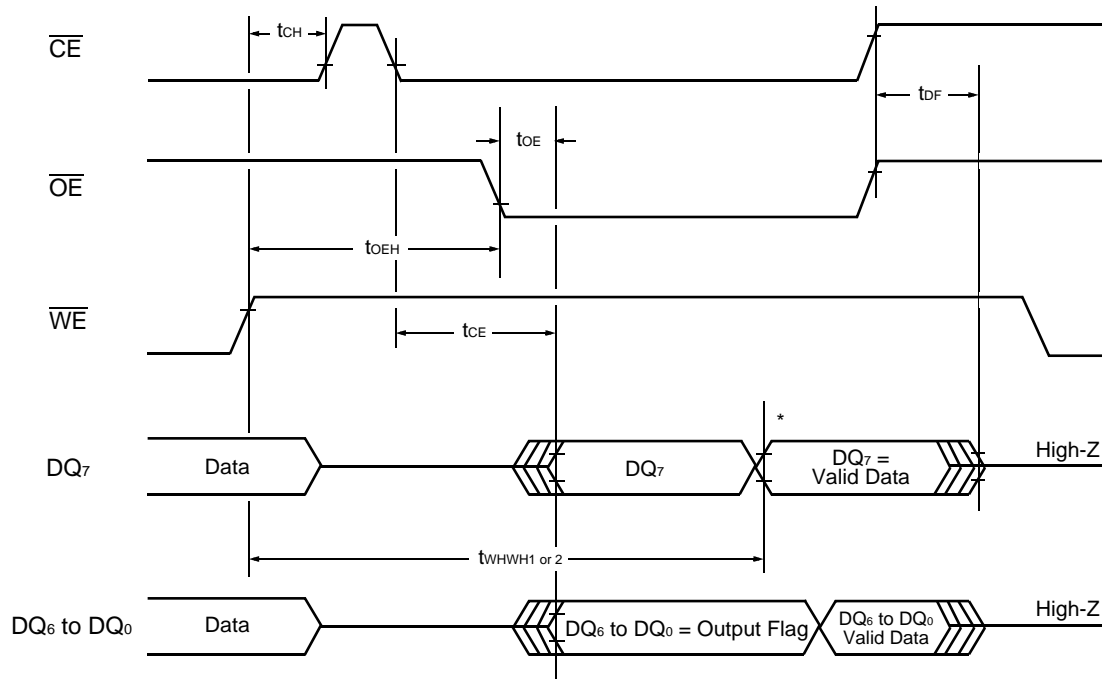 tCH
CE
tDF
tOE
OE
tOEH
WE
tCE
*
DQ7
Data
DQ7
DQ7 =
Valid Data
High-Z
tWHWH1 or 2
DQ6 to DQ0
Data
DQ6 to DQ0 = Output Flag
DQ6 to DQ0
Valid Data
High-Z